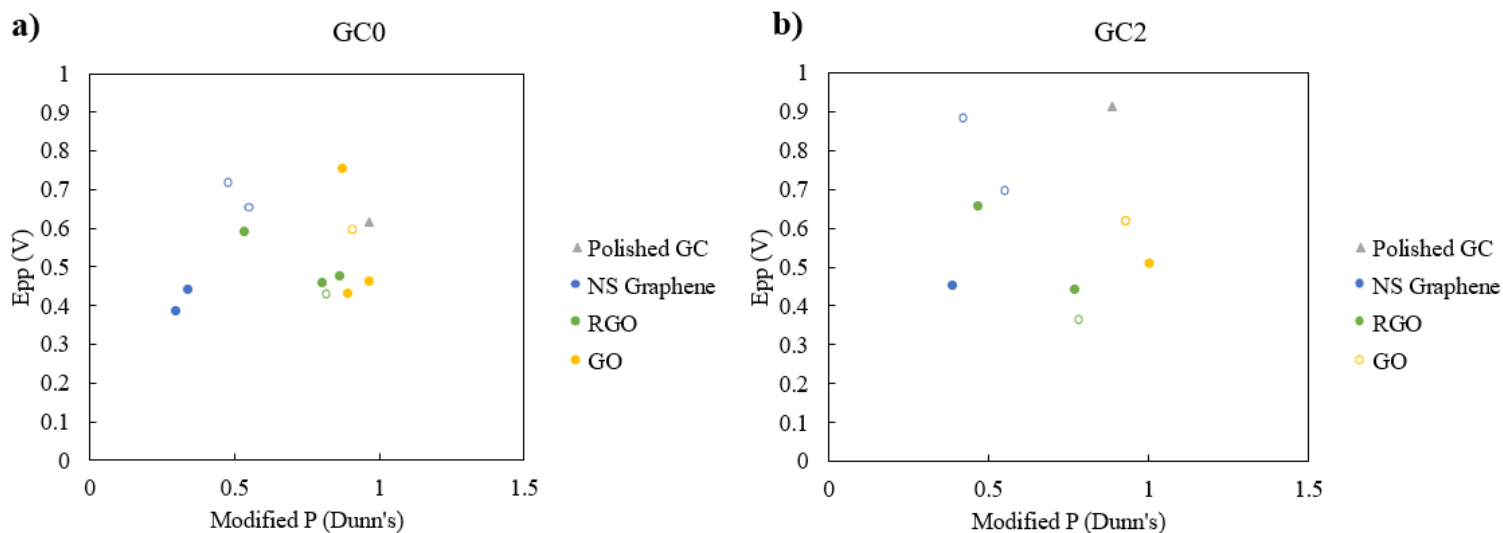 a)
GC0
1
0.9
0.8
0.7
0.6
0.5
0.4
0.3
0.2
0.1
0
Epp (V)
0
0.5
1
1.5
Modified P (Dunn's)
Polished GC
NS Graphene
RGO
GO
b)
GC2
1
0.9
0.8
0.7
0.6
0.5
0.4
0.3
0.2
0.1
0
Epp (V)
0
0.5
1
1.5
Modified P (Dunn's)
Polished GC
NS Graphene
RGO
GO